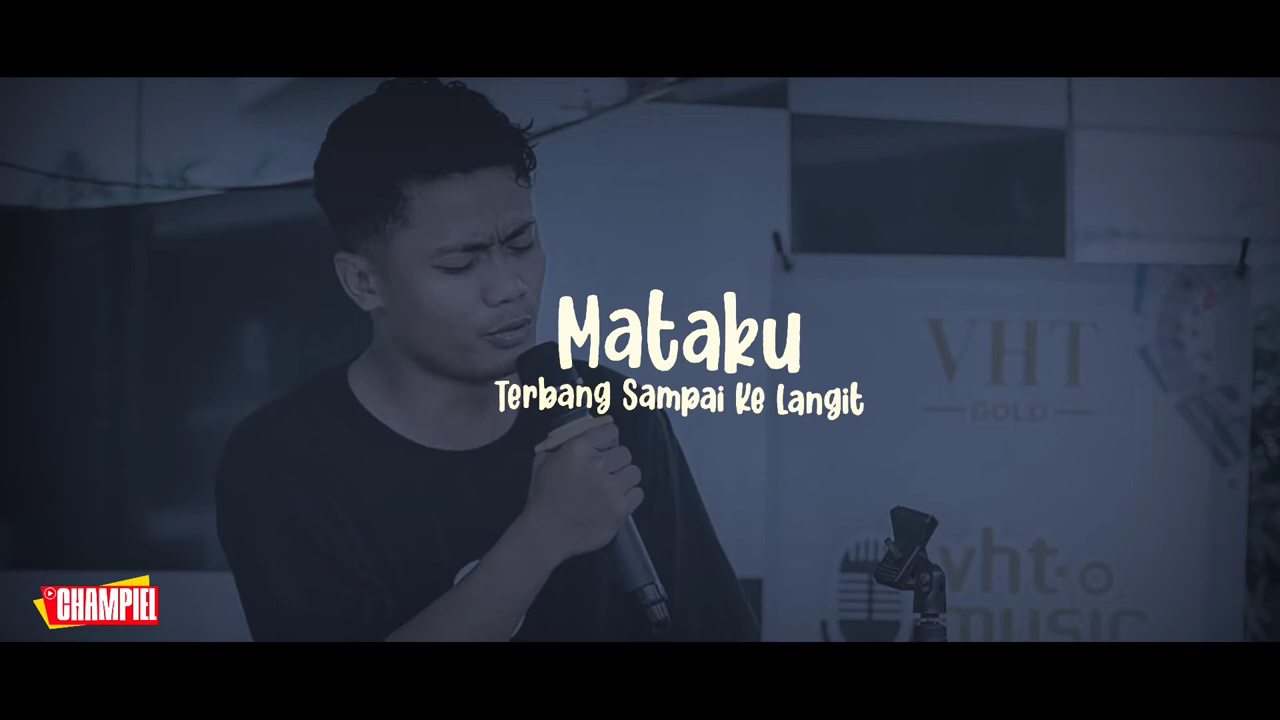 Mataku
Terbang Sampai Ke Langit
VHT
GOLD
vht
music
CHAMPIEL